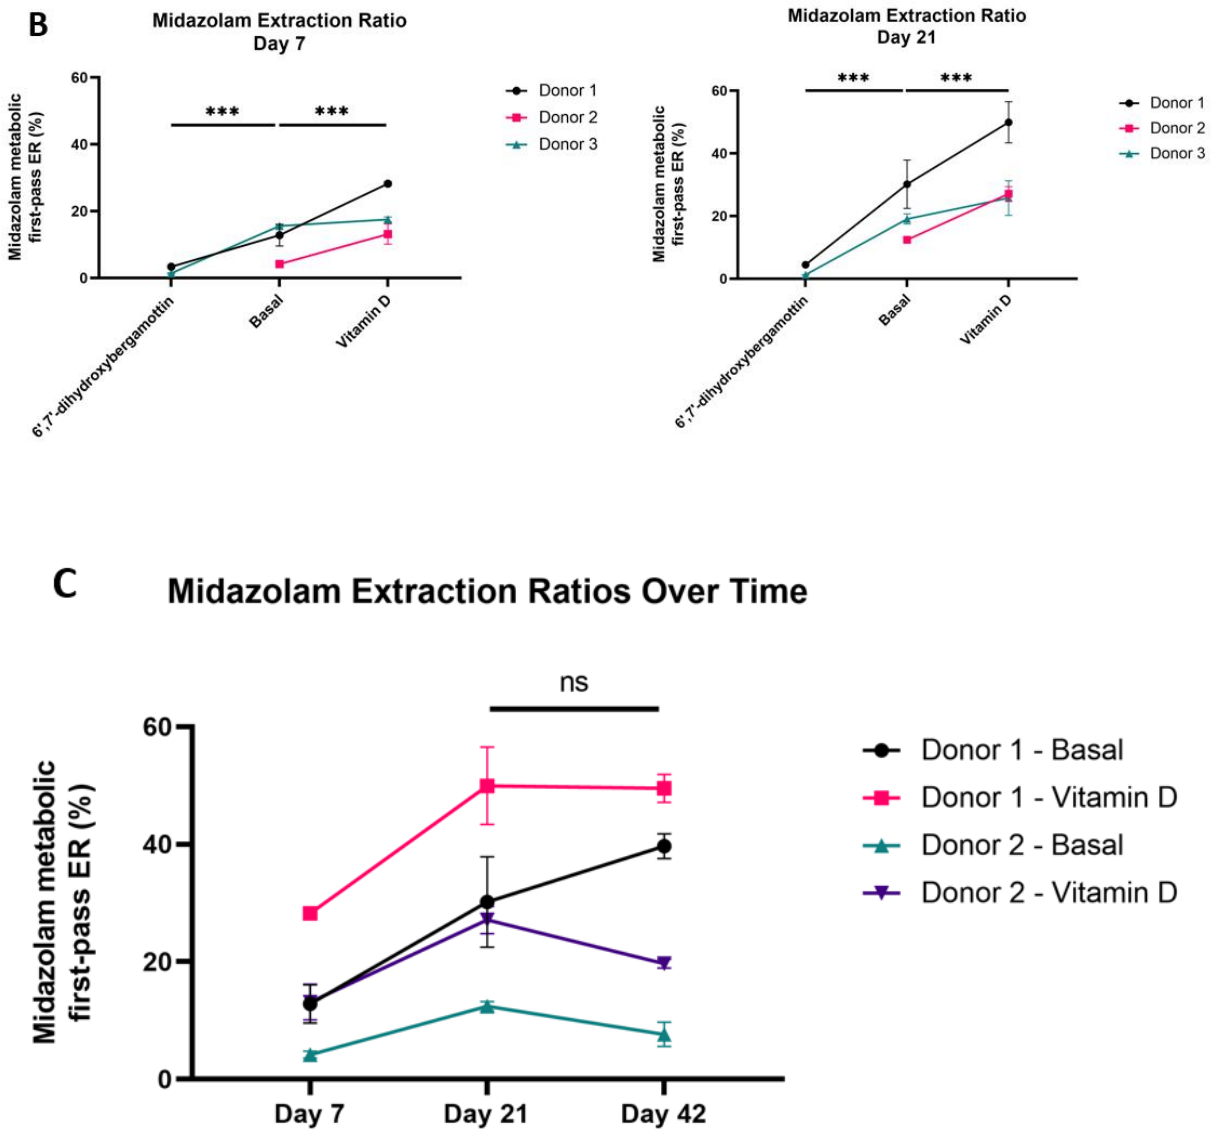 B
Midazolam Extraction Ratio
Day 7
Midazolam metabolic
first-pass ER (%)
60
40
20
0
***
***
6',7'-dihydroxybergamottin
Basal
Vitamin D
Donor 1
Donor 2
Donor 3
Midazolam Extraction Ratio
Day 21
Midazolam metabolic
first-pass ER (%)
60
40
20
0
***
***
6',7'-dihydroxybergamottin
Basal
Vitamin D
Donor 1
Donor 2
Donor 3
C
Midazolam Extraction Ratios Over Time
Midazolam metabolic
first-pass ER (%)
60
40
20
0
ns
Day 7
Day 21
Day 42
Donor 1 - Basal
Donor 1 - Vitamin D
Donor 2 - Basal
Donor 2 - Vitamin D